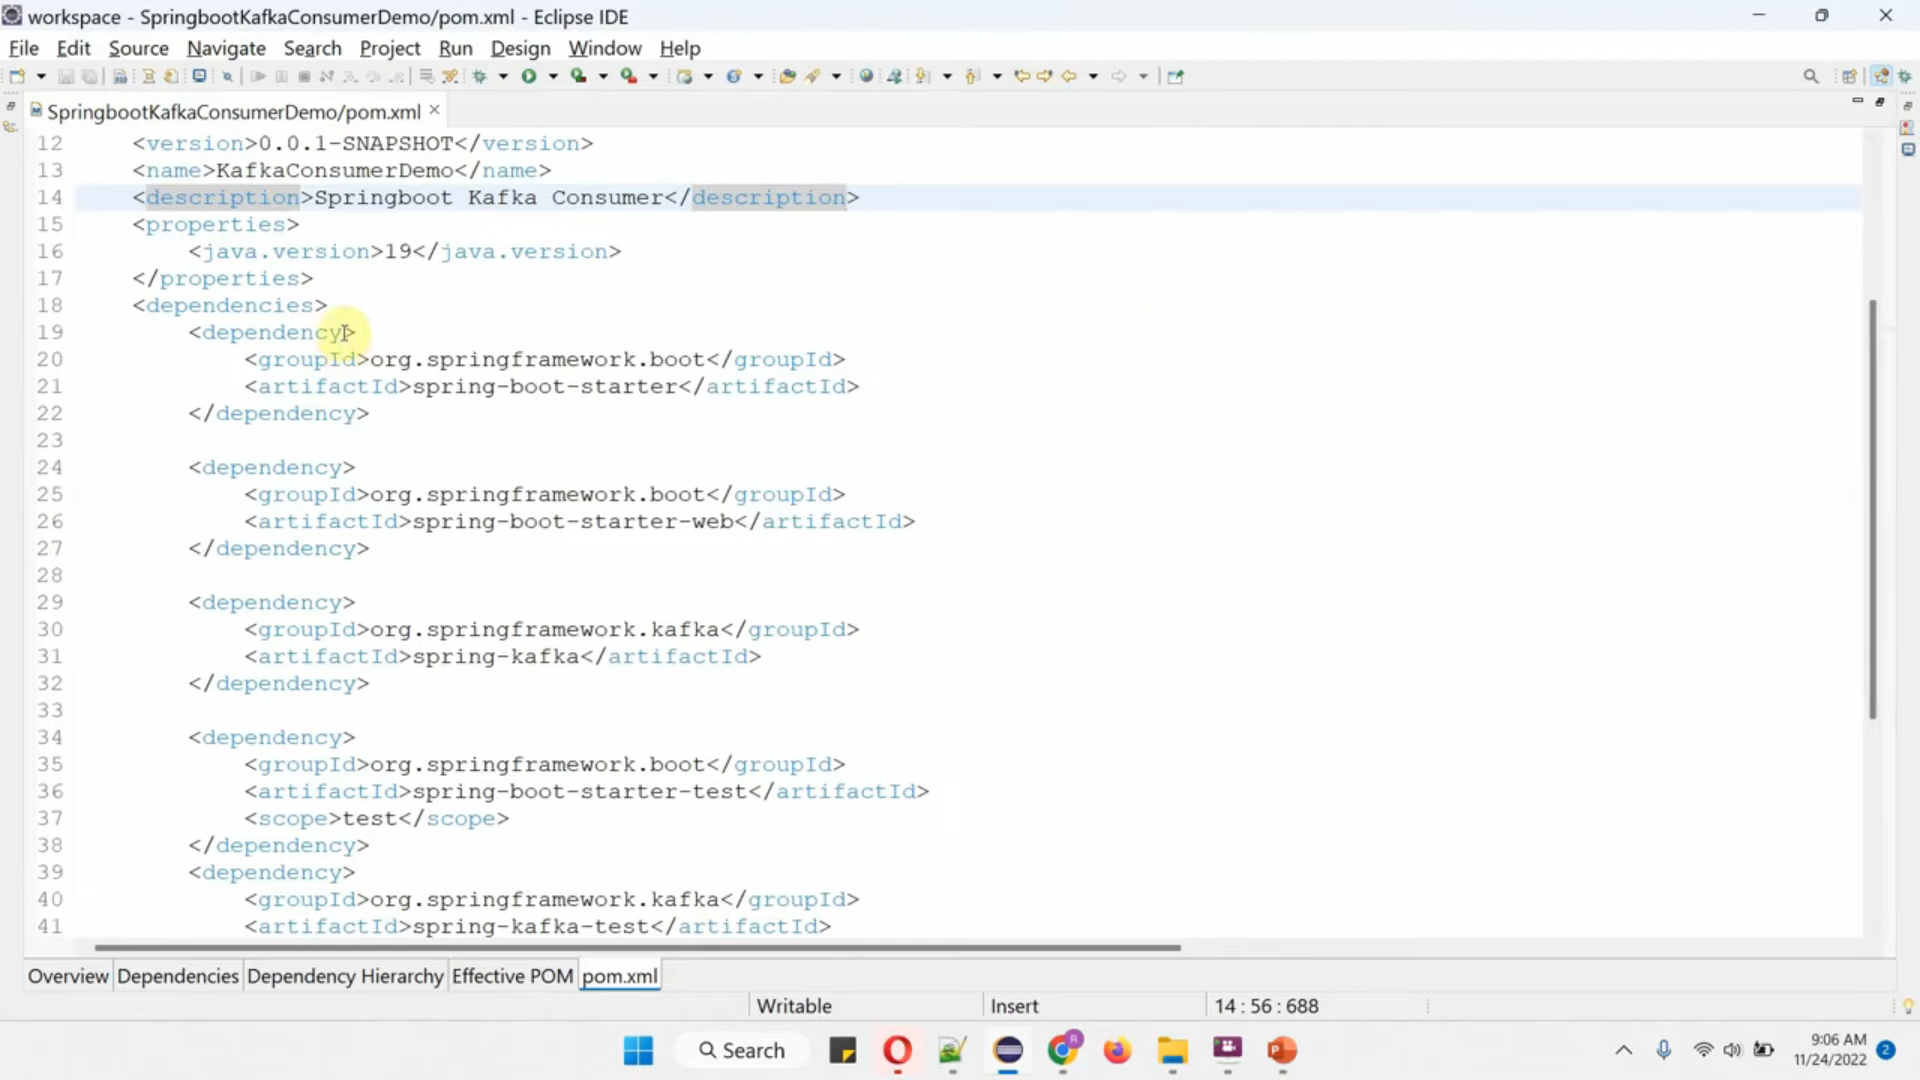 workspace - SpringbootKafkaConsumerDemo/pom.xml - Eclipse IDE
File Edit Source Navigate Search Project Run Design Window Help
SpringbootKafkaConsumerDemo/pom.xml
12 <version>0.0.1-SNAPSHOT</version>
13 <name>KafkaConsumerDemo</name>
14 <description>Springboot Kafka Consumer</description>
15 <properties>
16 <java.version>19</java.version>
17 </properties>
18 <dependencies>
19 <dependency>
20 <groupId>org.springframework.boot</groupId>
21 <artifactId>spring-boot-starter</artifactId>
22 </dependency>
23
24 <dependency>
25 <groupId>org.springframework.boot</groupId>
26 <artifactId>spring-boot-starter-web</artifactId>
27 </dependency>
28
29 <dependency>
30 <groupId>org.springframework.kafka</groupId>
31 <artifactId>spring-kafka</artifactId>
32 </dependency>
33
34 <dependency>
35 <groupId>org.springframework.boot</groupId>
36 <artifactId>spring-boot-starter-test</artifactId>
37 <scope>test</scope>
38 </dependency>
39 <dependency>
40 <groupId>org.springframework.kafka</groupId>
41 <artifactId>spring-kafka-test</artifactId>
Overview Dependencies Dependency Hierarchy Effective POM pom.xml
Writable Insert 14 : 56 : 688
Search
R
9:06 AM
11/24/2022
2